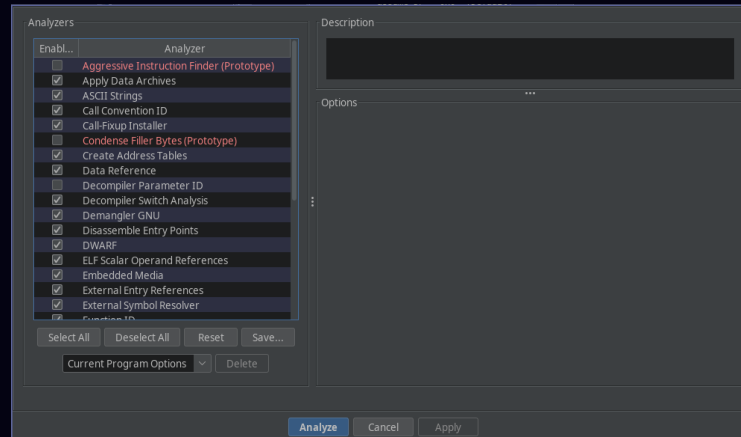 Analyzers
Enabl... Analyzer
Aggressive Instruction Finder (Prototype)
Apply Data Archives
ASCII Strings
Call Convention ID
Call-Fixup Installer
Condense Filler Bytes (Prototype)
Create Address Tables
Data Reference
Decompiler Parameter ID
Decompiler Switch Analysis
Demangler GNU
Disassemble Entry Points
DWARF
ELF Scalar Operand References
Embedded Media
External Entry References
External Symbol Resolver
Function ID
Select All Deselect All Reset Save...
Current Program Options Delete
Description
Options
Analyze Cancel Apply